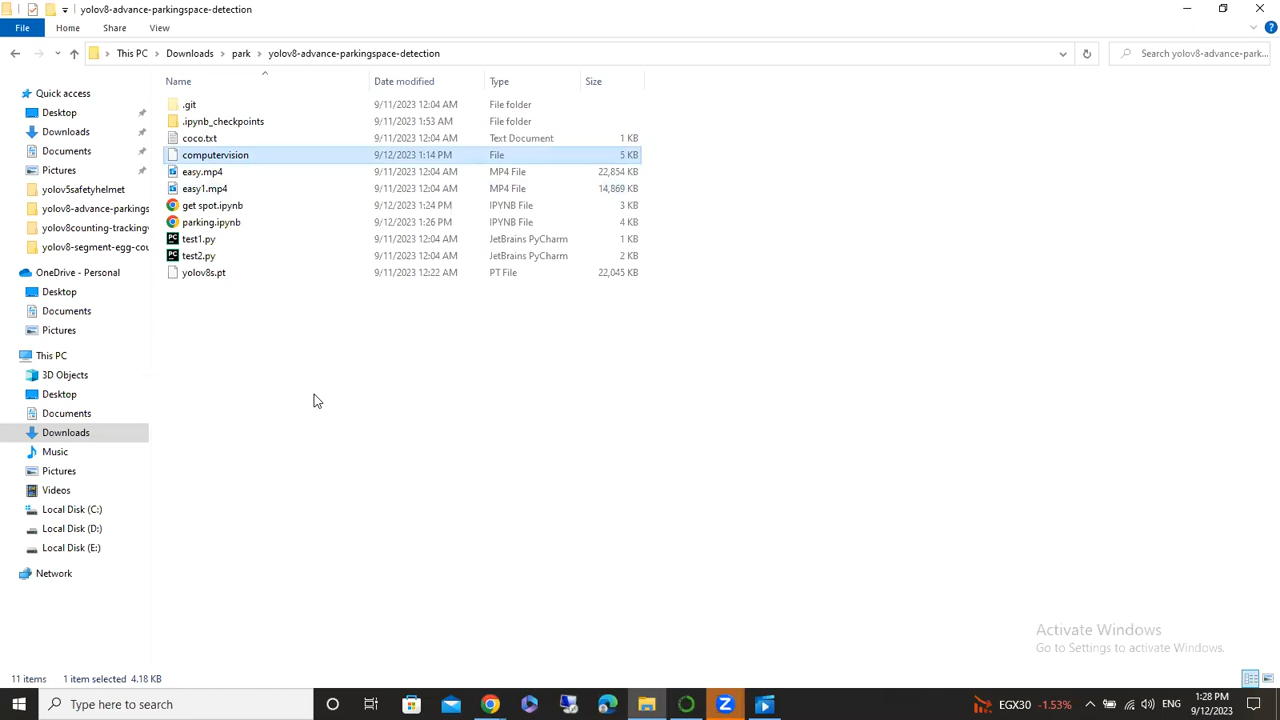 yolov8-advance-parkingspace-detection
File Home Share View
This PC Downloads park yolov8-advance-parkingspace-detection Search yolov8-advance-park...
Name Date modified Type Size
Quick access
Desktop
Downloads
Documents
Pictures
yolov5safetyhelmet
yolov8-advance-parkings
yolov8counting-tracking
yolov8-segment-egg-cou
OneDrive - Personal
Desktop
Documents
Pictures
This PC
3D Objects
Desktop
Documents
Downloads
Music
Pictures
Videos
Local Disk (C:)
Local Disk (D:)
Local Disk (E:)
Network
.git 9/11/2023 12:04 AM File folder
.ipynb_checkpoints 9/11/2023 1:53 AM File folder
coco.txt 9/11/2023 12:04 AM Text Document 1 KB
computervision 9/12/2023 1:14 PM File 5 KB
easy.mp4 9/11/2023 12:04 AM MP4 File 22,854 KB
easy1.mp4 9/11/2023 12:04 AM MP4 File 14,869 KB
get spot.ipynb 9/12/2023 1:24 PM IPYNB File 3 KB
parking.ipynb 9/12/2023 1:26 PM IPYNB File 4 KB
test1.py 9/11/2023 12:04 AM JetBrains PyCharm 1 KB
test2.py 9/11/2023 12:04 AM JetBrains PyCharm 2 KB
yolov8s.pt 9/11/2023 12:22 AM PT File 22,045 KB
Activate Windows
Go to Settings to activate Windows.
11 items 1 item selected 4.18 KB
Type here to search
EGX30 -1.53% ENG
1:28 PM
9/12/2023